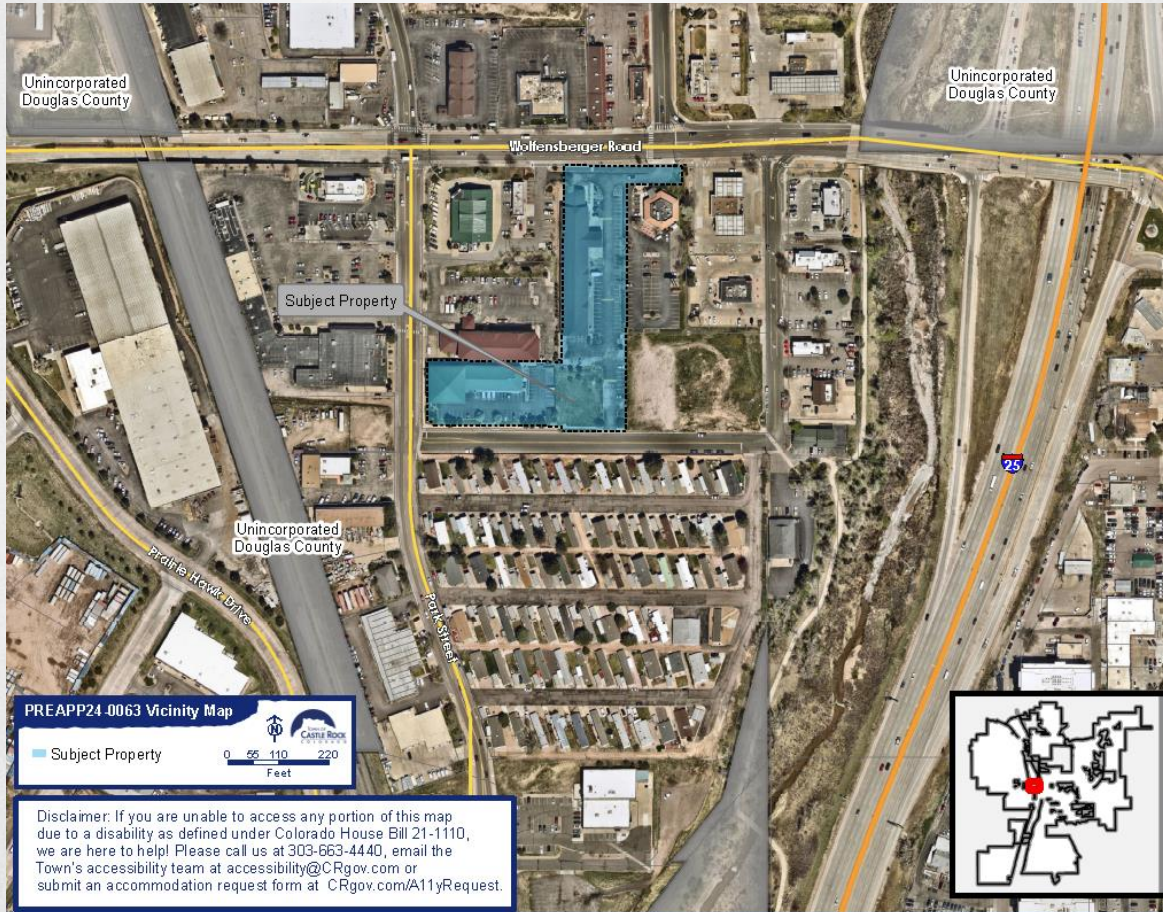 Unincorporated
Douglas County
Unincorporated
Douglas County
Wolfensberger Road
Subject Property
25
Unincorporated
Douglas County
Prairie Hawk Drive
Park Street
PREAPP24-0063 Vicinity Map
N
TOWN OF
CASTLE ROCK
COLORADO
Subject Property
0 55 110 220
Feet
Disclaimer: If you are unable to access any portion of this map
due to a disability as defined under Colorado House Bill 21-1110,
we are here to help! Please call us at 303-663-4440, email the
Town's accessibility team at accessibility@CRgov.com or
submit an accommodation request form at CRgov.com/A11yRequest.